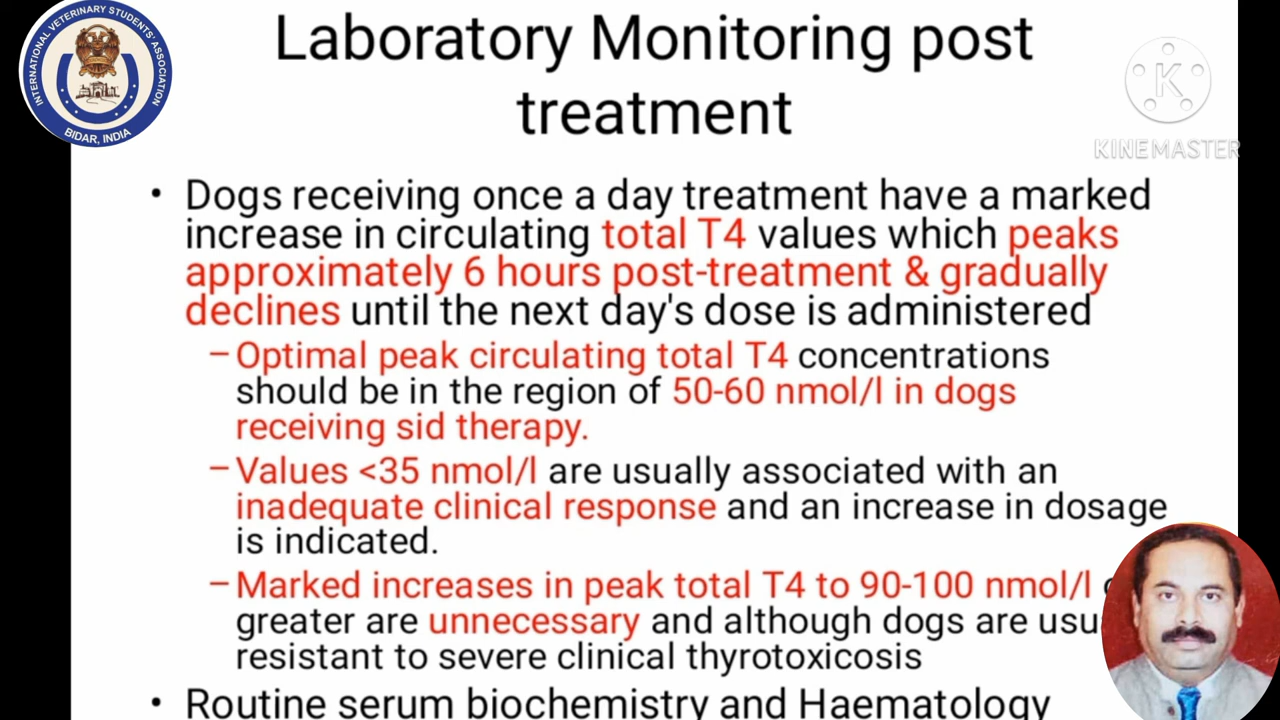 INTERNATIONAL VETERINARY STUDENTS' ASSOCIATION
BIDAR, INDIA
Laboratory Monitoring post
treatment
K
KINEMASTER
• Dogs receiving once a day treatment have a marked
increase in circulating total T4 values which peaks
approximately 6 hours post-treatment & gradually
declines until the next day's dose is administered
– Optimal peak circulating total T4 concentrations
should be in the region of 50-60 nmol/l in dogs
receiving sid therapy.
– Values <35 nmol/l are usually associated with an
inadequate clinical response and an increase in dosage
is indicated.
– Marked increases in peak total T4 to 90-100 nmol/l
greater are unnecessary and although dogs are
resistant to severe clinical thyrotoxicosis
• Routine serum biochemistry and Haematology